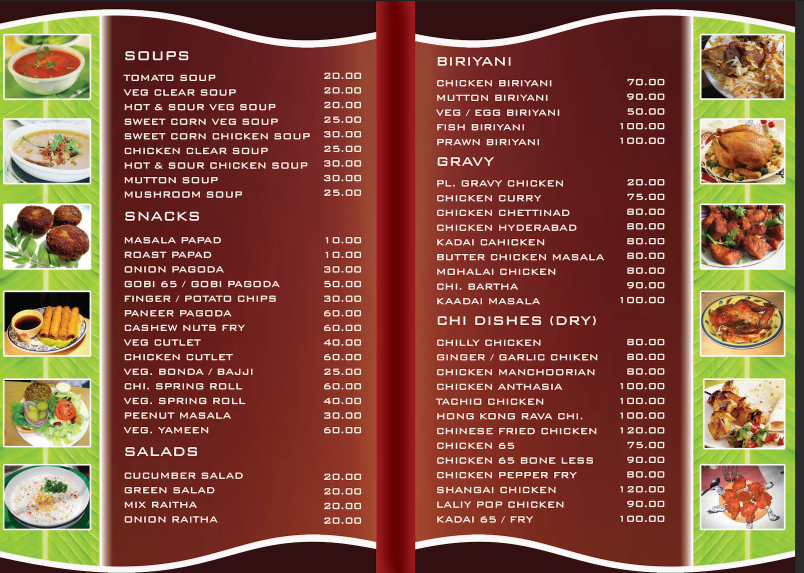 SOUPS
TOMATO SOUP 20.00
VEG CLEAR SOUP 20.00
HOT & SOUR VEG SOUP 20.00
SWEET CORN VEG SOUP 25.00
SWEET CORN CHICKEN SOUP 30.00
CHICKEN CLEAR SOUP 25.00
HOT & SOUR CHICKEN SOUP 30.00
MUTTON SOUP 30.00
MUSHROOM SOUP 25.00
SNACKS
MASALA PAPAD 10.00
ROAST PAPAD 10.00
ONION PAGODA 30.00
GOBI 65 / GOBI PAGODA 50.00
FINGER / POTATO CHIPS 30.00
PANEER PAGODA 60.00
CASHEW NUTS FRY 60.00
VEG CUTLET 40.00
CHICKEN CUTLET 60.00
VEG. BONDA / BAJJI 25.00
CHI. SPRING ROLL 60.00
VEG. SPRING ROLL 40.00
PEENUT MASALA 30.00
VEG. YAMEEN 60.00
SALADS
CUCUMBER SALAD 20.00
GREEN SALAD 20.00
MIX RAITHA 20.00
ONION RAITHA 20.00
BIRIYANI
CHICKEN BIRIYANI 70.00
MUTTON BIRIYANI 90.00
VEG / EGG BIRIYANI 50.00
FISH BIRIYANI 100.00
PRAWN BIRIYANI 100.00
GRAVY
PL. GRAVY CHICKEN 20.00
CHICKEN CURRY 75.00
CHICKEN CHETTINAD 80.00
CHICKEN HYDERABAD 80.00
KADAI CAHICKEN 80.00
BUTTER CHICKEN MASALA 80.00
MOHALAI CHICKEN 80.00
CHI. BARTHA 90.00
KAADAI MASALA 100.00
CHI DISHES (DRY)
CHILLY CHICKEN 80.00
GINGER / GARLIC CHIKEN 80.00
CHICKEN MANCHOORIAN 80.00
CHICKEN ANTHASIA 100.00
TACHIO CHICKEN 100.00
HONG KONG RAVA CHI. 100.00
CHINESE FRIED CHICKEN 120.00
CHICKEN 65 75.00
CHICKEN 65 BONE LESS 90.00
CHICKEN PEPPER FRY 80.00
SHANGAI CHICKEN 120.00
LALIY POP CHICKEN 90.00
KADAI 65 / FRY 100.00